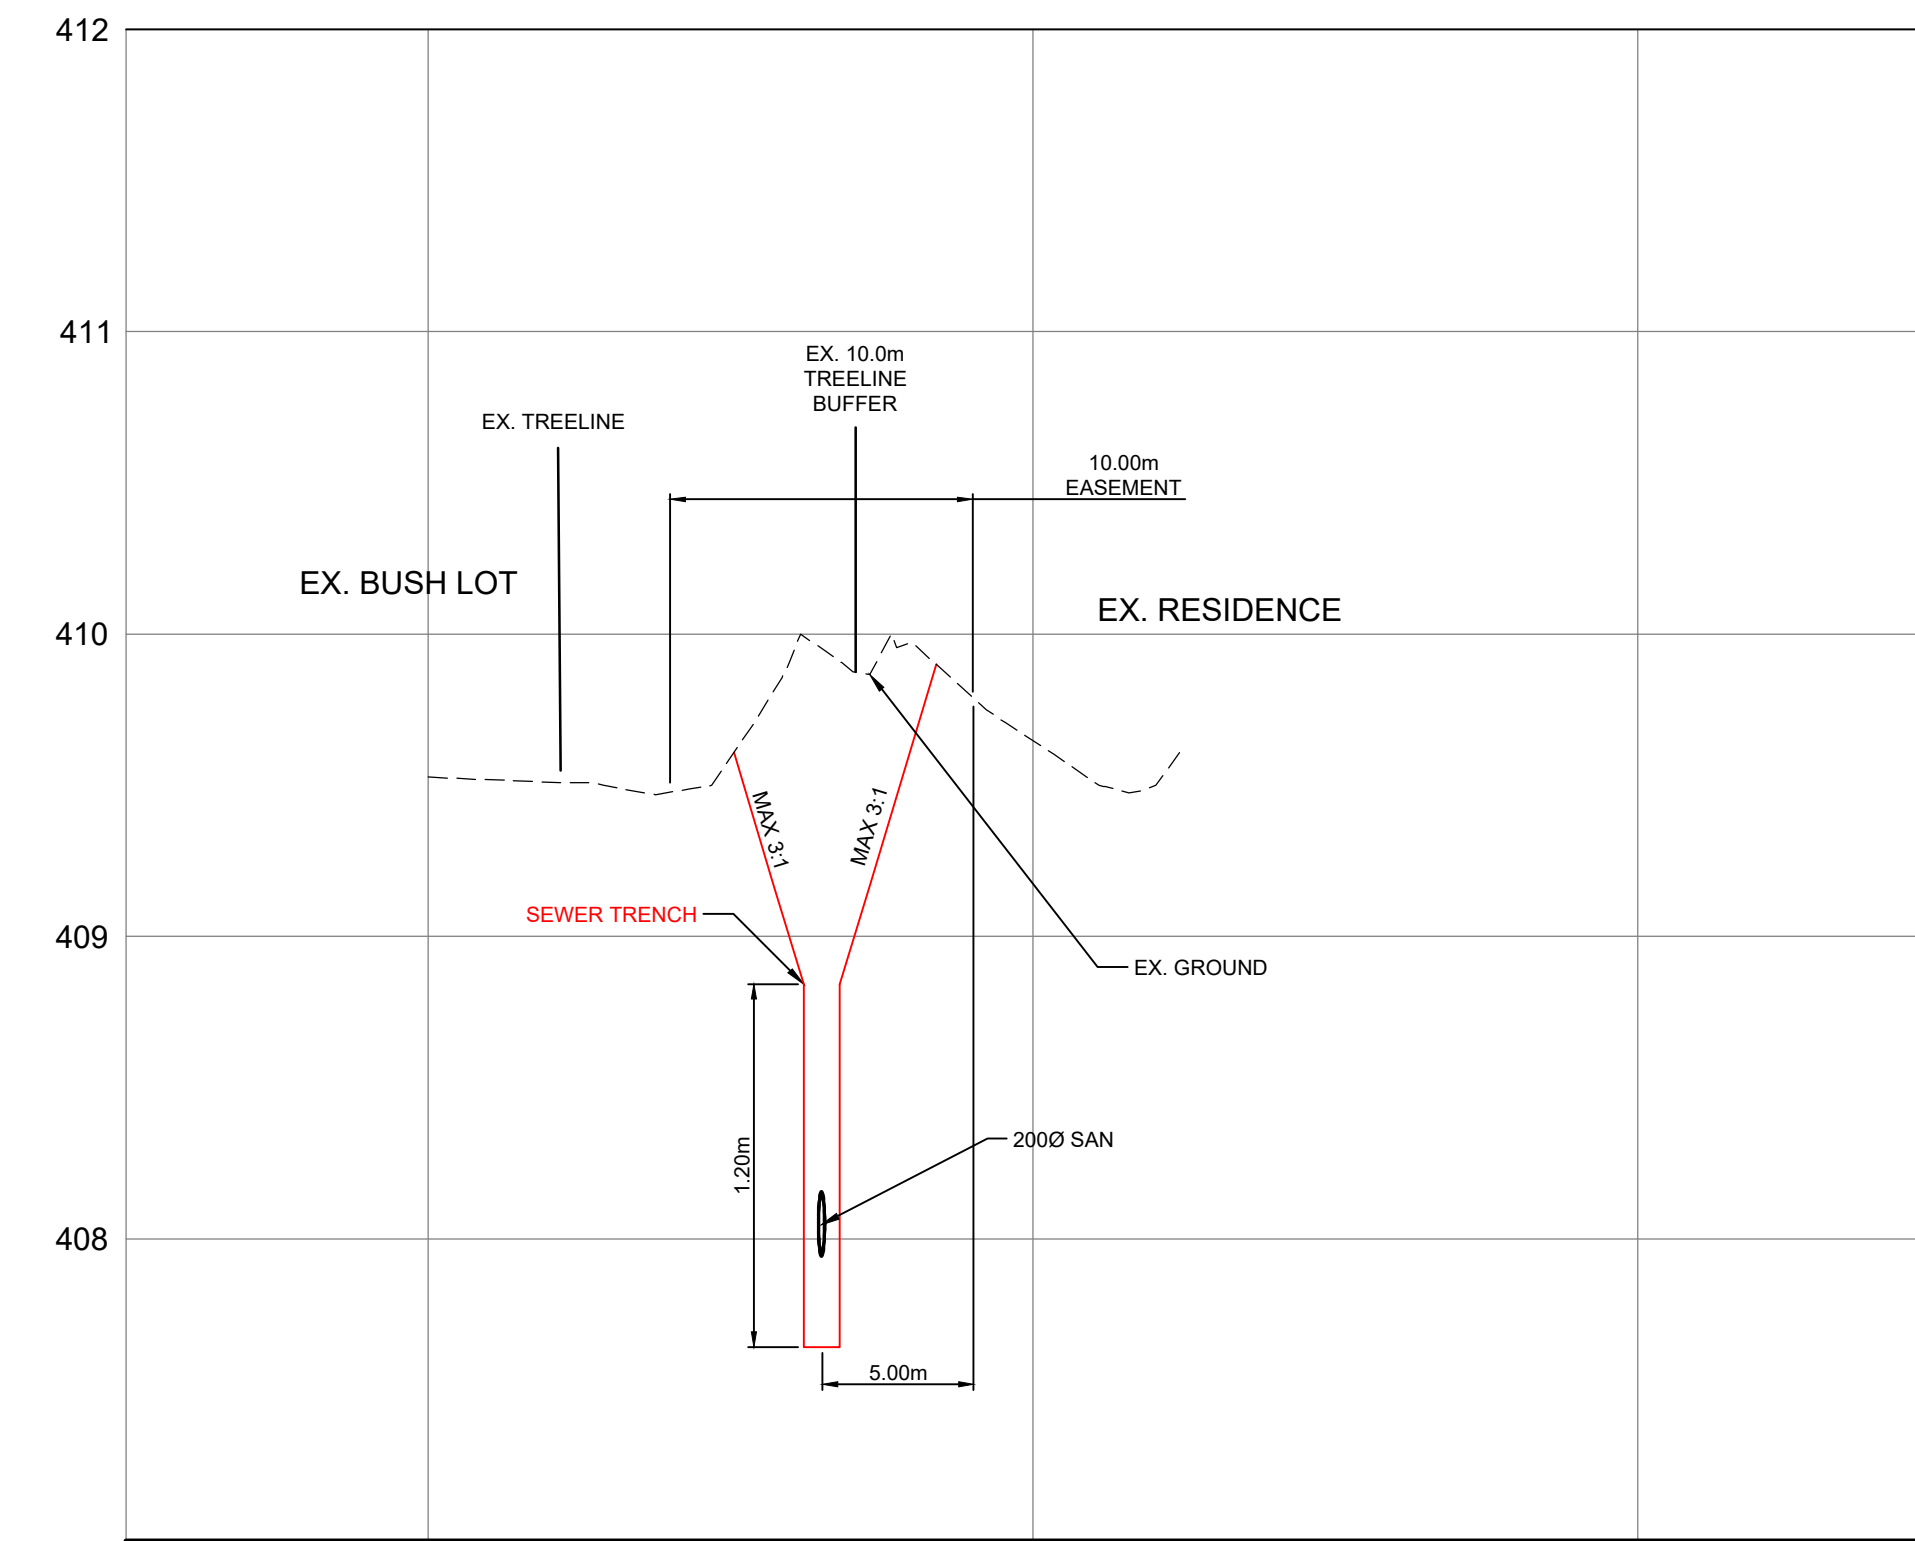 412
411
EX. 10.0m
TREELINE
BUFFER
EX. TREELINE
10.00m
EASEMENT
EX. BUSH LOT
EX. RESIDENCE
410
MAX 3:1
MAX 3:1
SEWER TRENCH
409
EX. GROUND
1.20m
200Ø SAN
408
5.00m